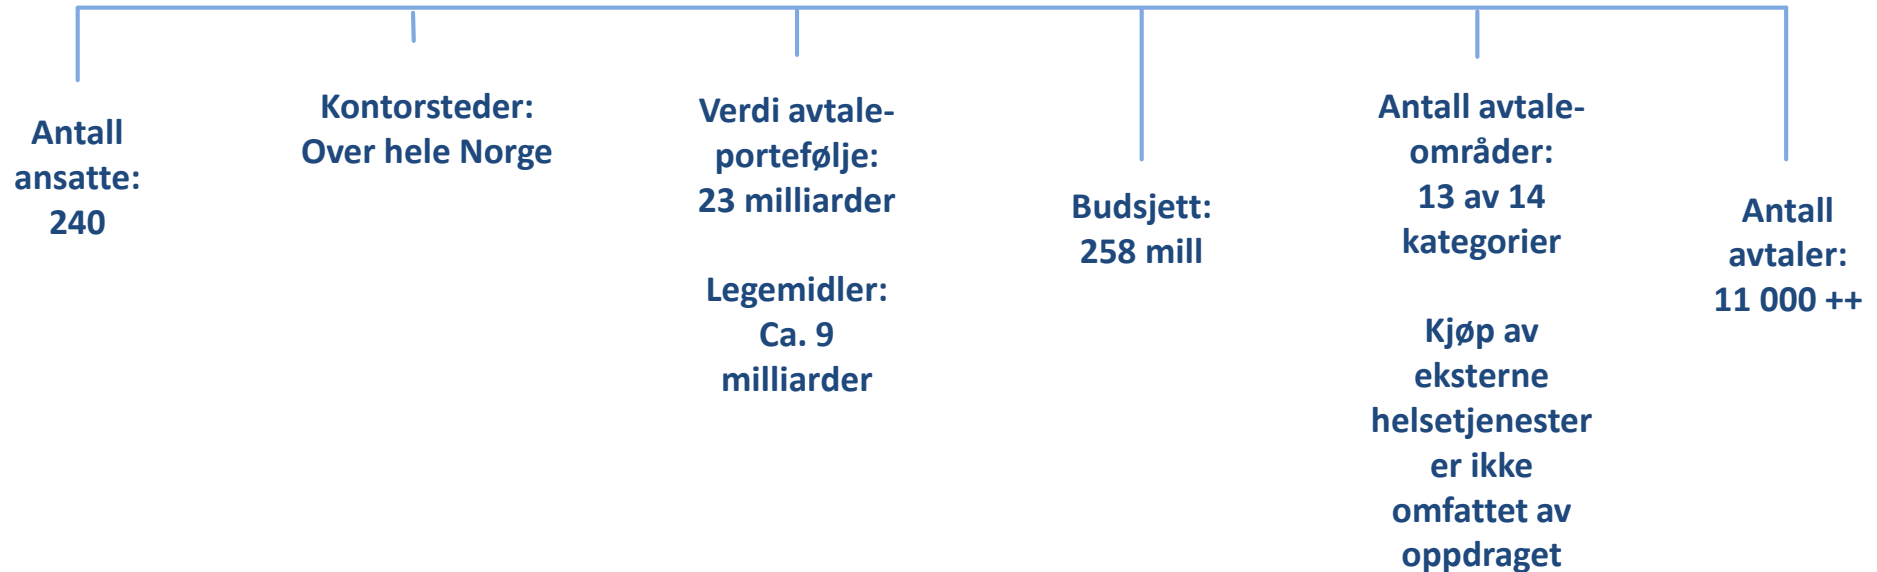 Antall
ansatte:
240
Kontorsteder:
Over hele Norge
Verdi avtale-
portefølje:
23 milliarder
Legemidler:
Ca. 9
milliarder
Budsjett:
258 mill
Antall avtale-
områder:
13 av 14
kategorier
Kjøp av
eksterne
helsetjenester
er ikke
omfattet av
oppdraget
Antall
avtaler:
11 000 ++